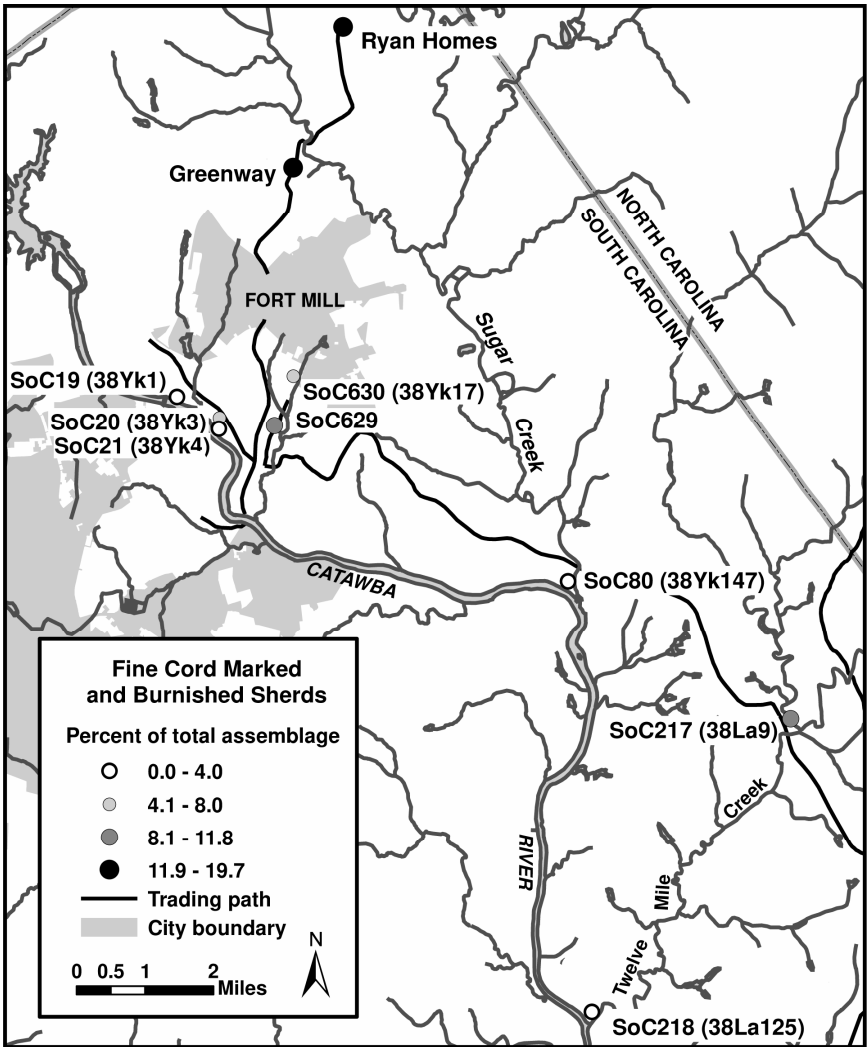 Ryan Homes
Greenway
NORTH CAROLINA
SOUTH CAROLINA
FORT MILL
Sugar
Creek
SoC19 (38Yk1)
SoC630 (38Yk17)
SoC20 (38Yk3)
SoC629
SoC21 (38Yk4)
CATAWBA
SoC80 (38Yk147)
SoC217 (38La9)
Creek
RIVER
Mile
Twelve
SoC218 (38La125)
Fine Cord Marked
and Burnished Sherds
Percent of total assemblage
0.0 - 4.0
4.1 - 8.0
8.1 - 11.8
11.9 - 19.7
Trading path
City boundary
N
0 0.5 1 2
Miles